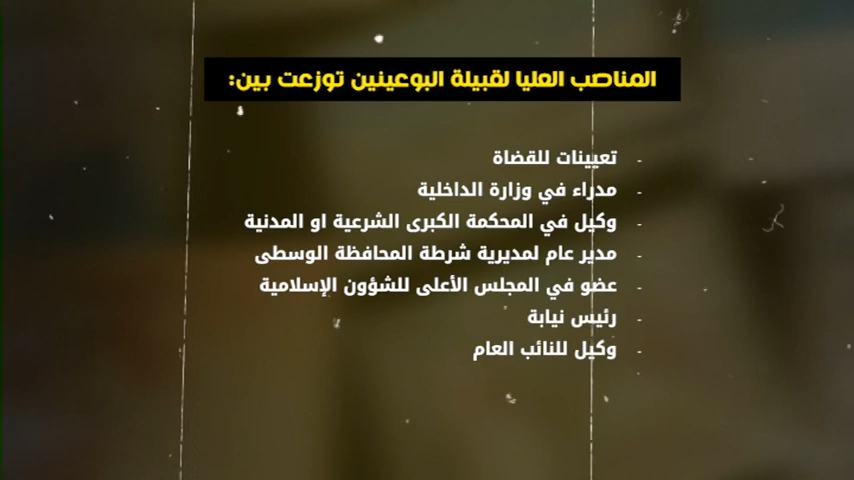 المناصب العليا لقبيلة البوعينين توزعت بين:
- تعيينات للقضاة
- مدراء في وزارة الداخلية
- وكيل في المحكمة الكبرى الشرعية او المدنية
- مدير عام لمديرية شرطة المحافظة الوسطى
- عضو في المجلس الأعلى للشؤون الإسلامية
- رئيس نيابة
- وكيل للنائب العام